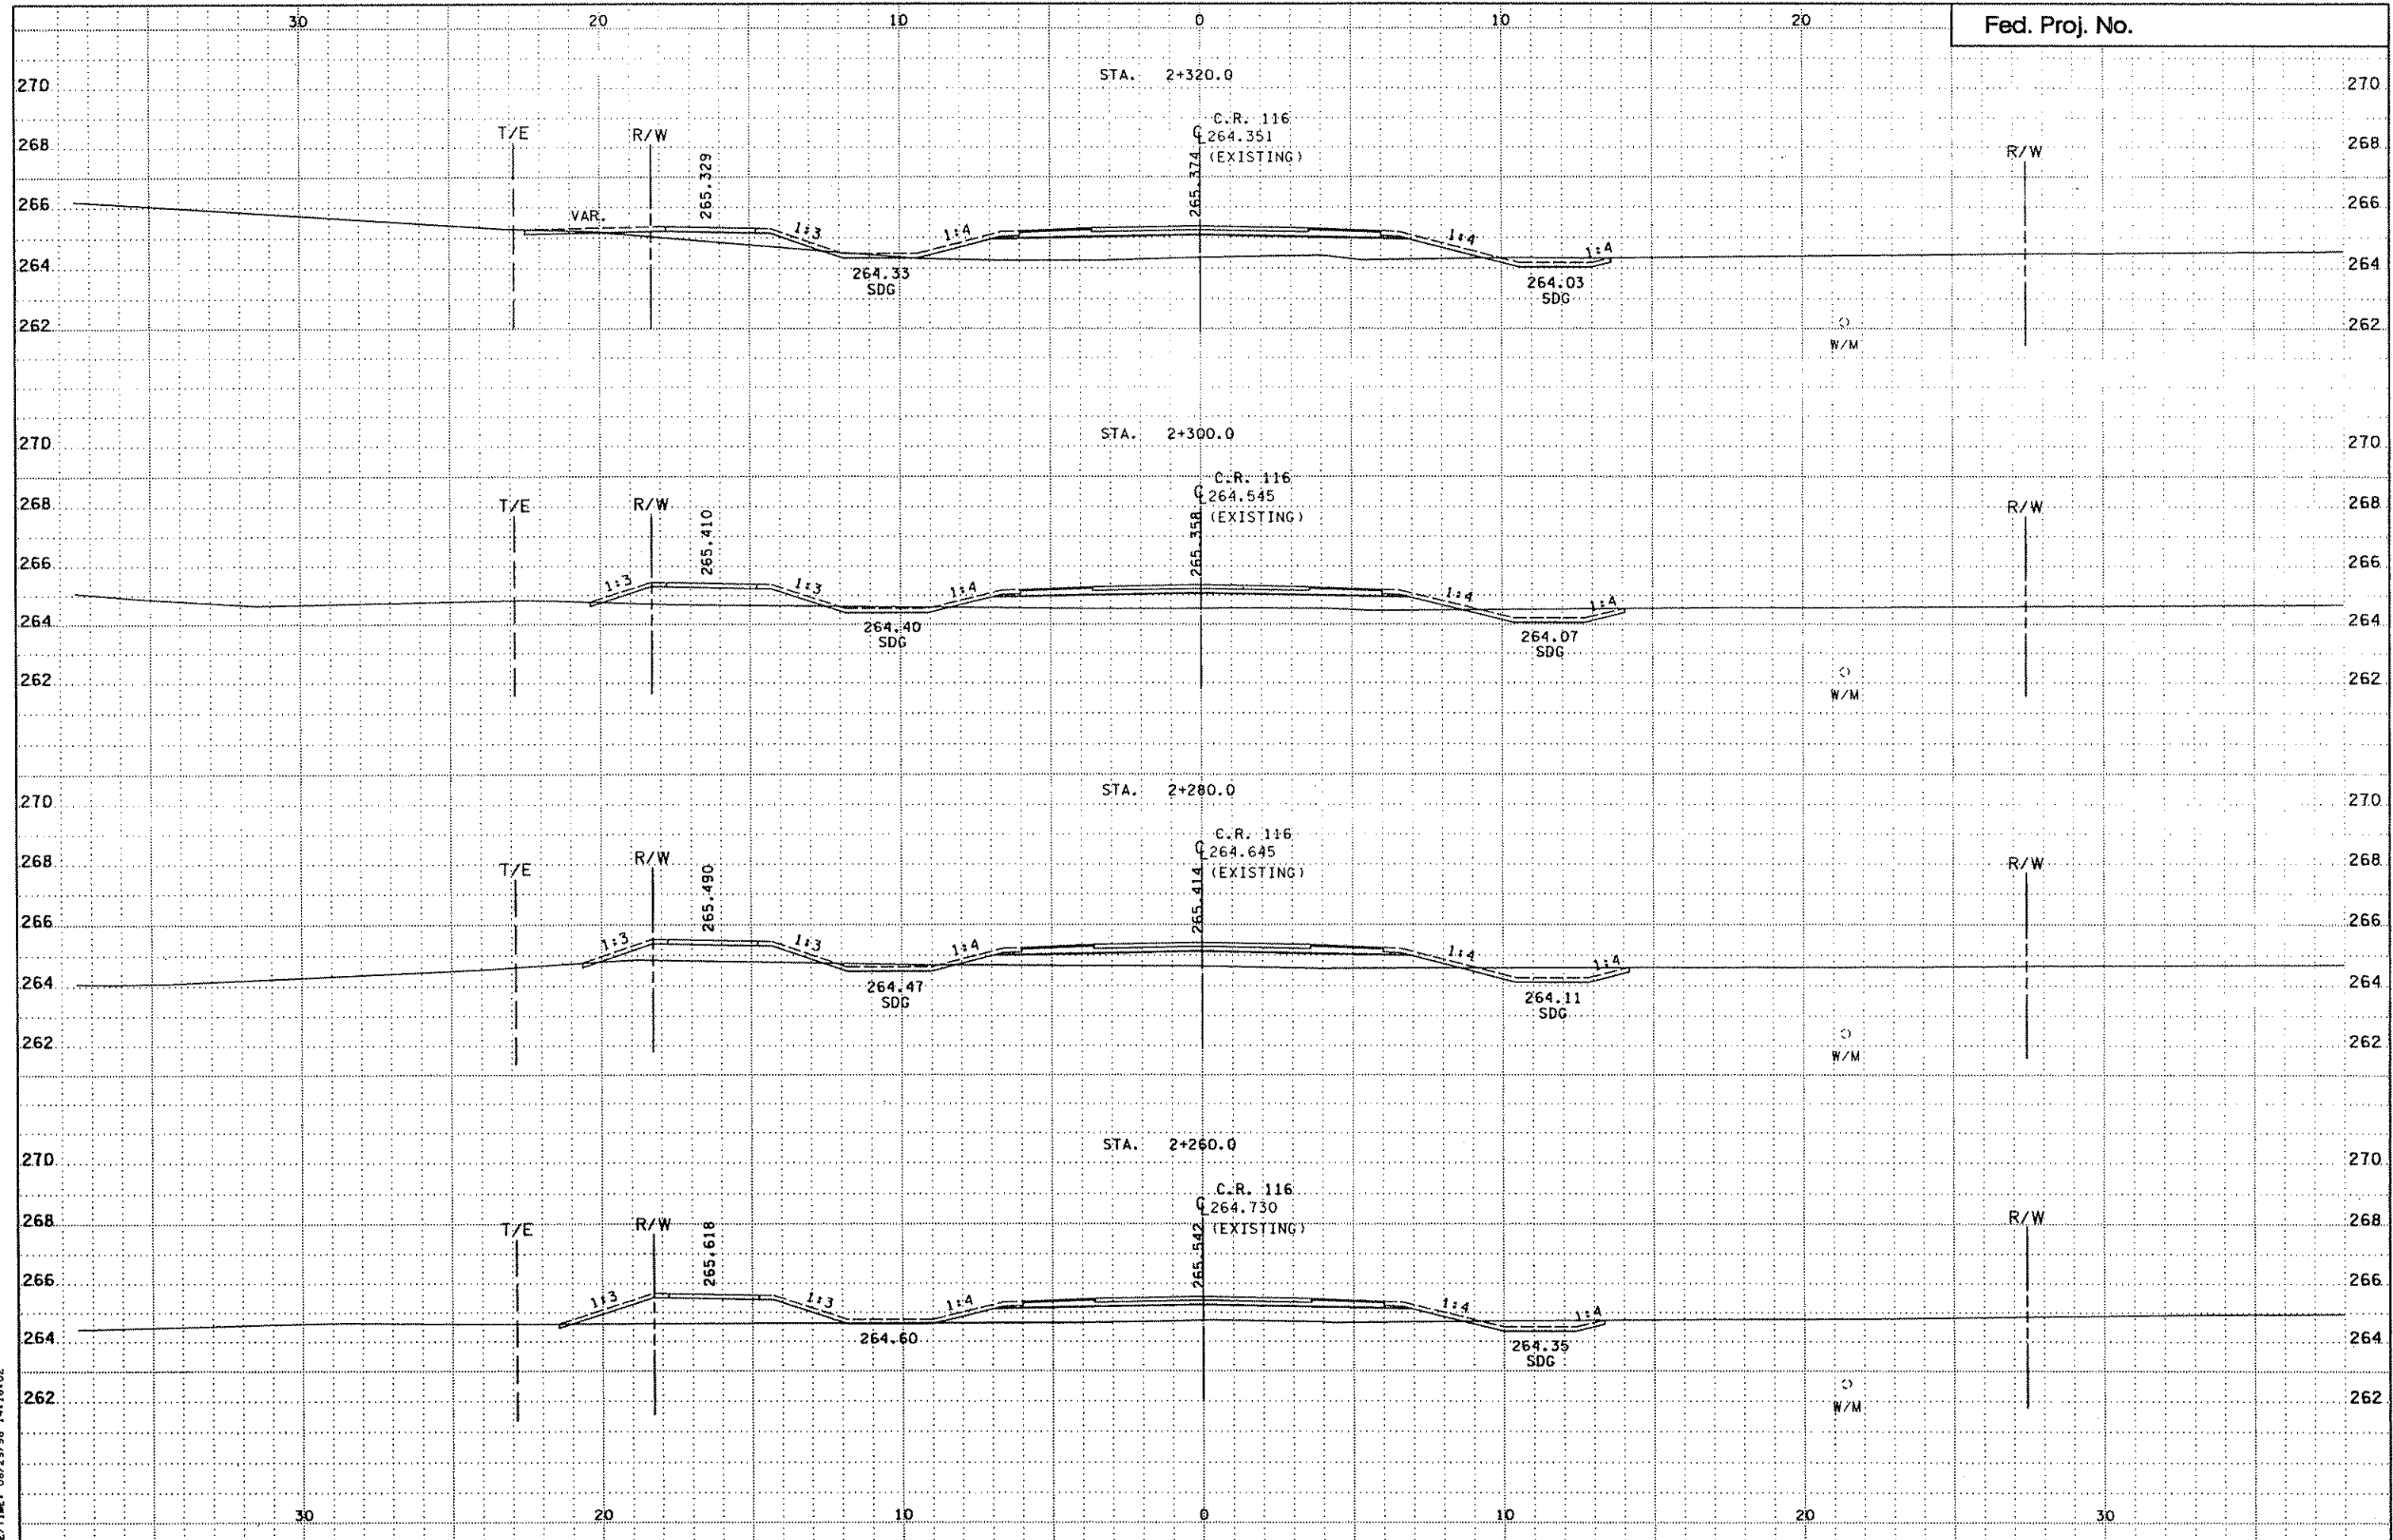 30 20 10 0 10 20
Fed. Proj. No.
STA. 2+320.0
270 270
C.R. 116
℄ 264.351
(EXISTING)
T/E R/W R/W
268 268
265.329
265.374
266 266
VAR.
1:3 1:4 1:4 1:4
264 264
264.33
SDG
264.03
SDG
262 262
W/M
STA. 2+300.0
270 270
C.R. 116
℄ 264.545
(EXISTING)
T/E R/W R/W
268 268
265.410
265.358
266 266
1:3 1:3 1:4 1:4 1:4
264 264
264.40
SDG
264.07
SDG
262 262
W/M
STA. 2+280.0
270 270
C.R. 116
℄ 264.645
(EXISTING)
T/E R/W R/W
268 268
265.490
265.414
266 266
1:3 1:3 1:4 1:4 1:4
264 264
264.47
SDG
264.11
SDG
262 262
W/M
STA. 2+260.0
270 270
C.R. 116
℄ 264.730
(EXISTING)
T/E R/W R/W
268 268
265.618
265.542
266 266
1:3 1:3 1:4 1:4 1:4
264 264
264.60
264.35
SDG
262 262
W/M
30 20 10 0 10 20 30